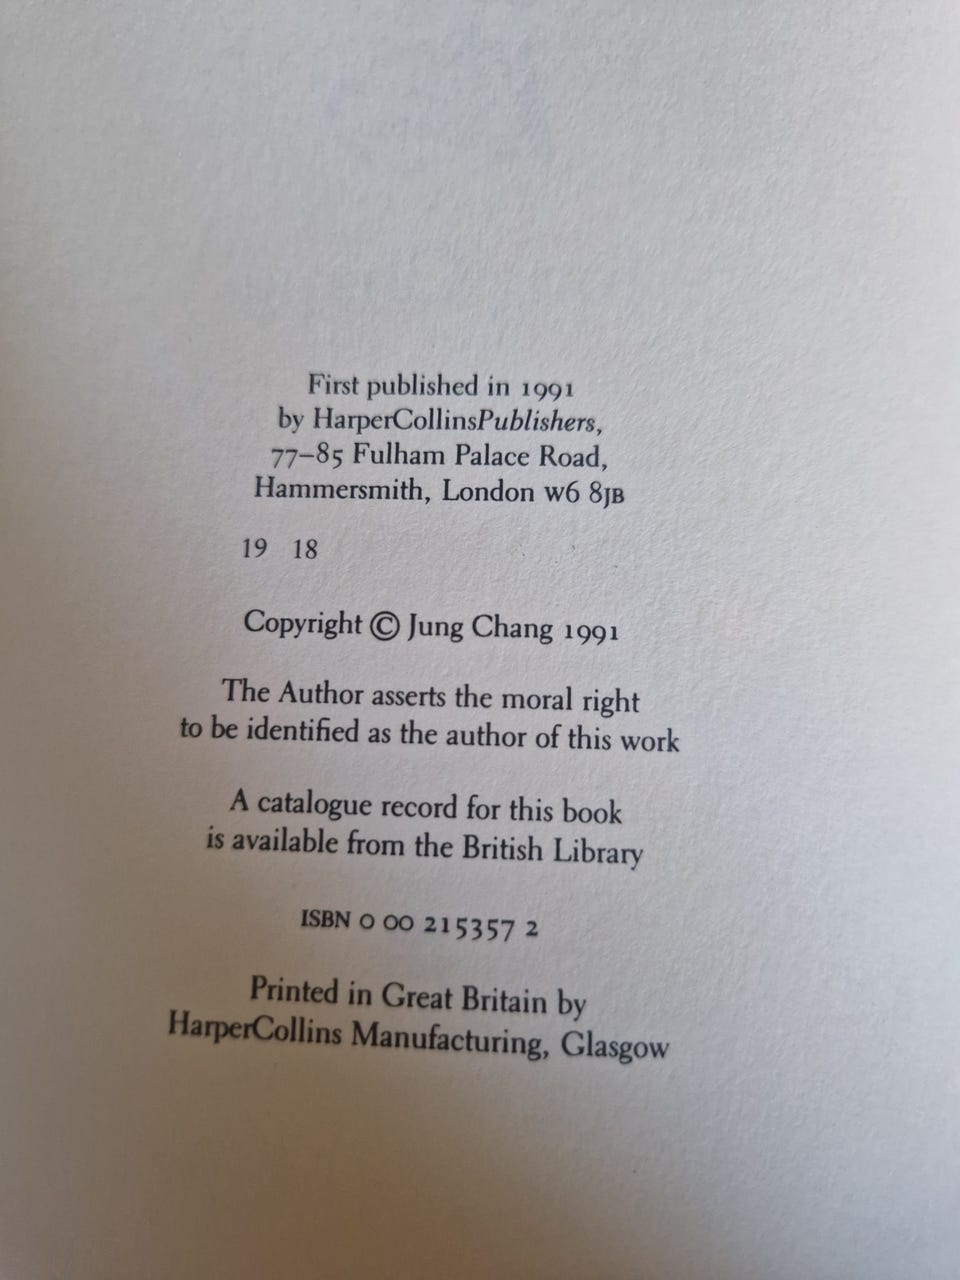 First published in 1991
by HarperCollinsPublishers,
77–85 Fulham Palace Road,
Hammersmith, London W6 8JB
19 18
Copyright © Jung Chang 1991
The Author asserts the moral right
to be identified as the author of this work
A catalogue record for this book
is available from the British Library
ISBN 0 00 215357 2
Printed in Great Britain by
HarperCollins Manufacturing, Glasgow